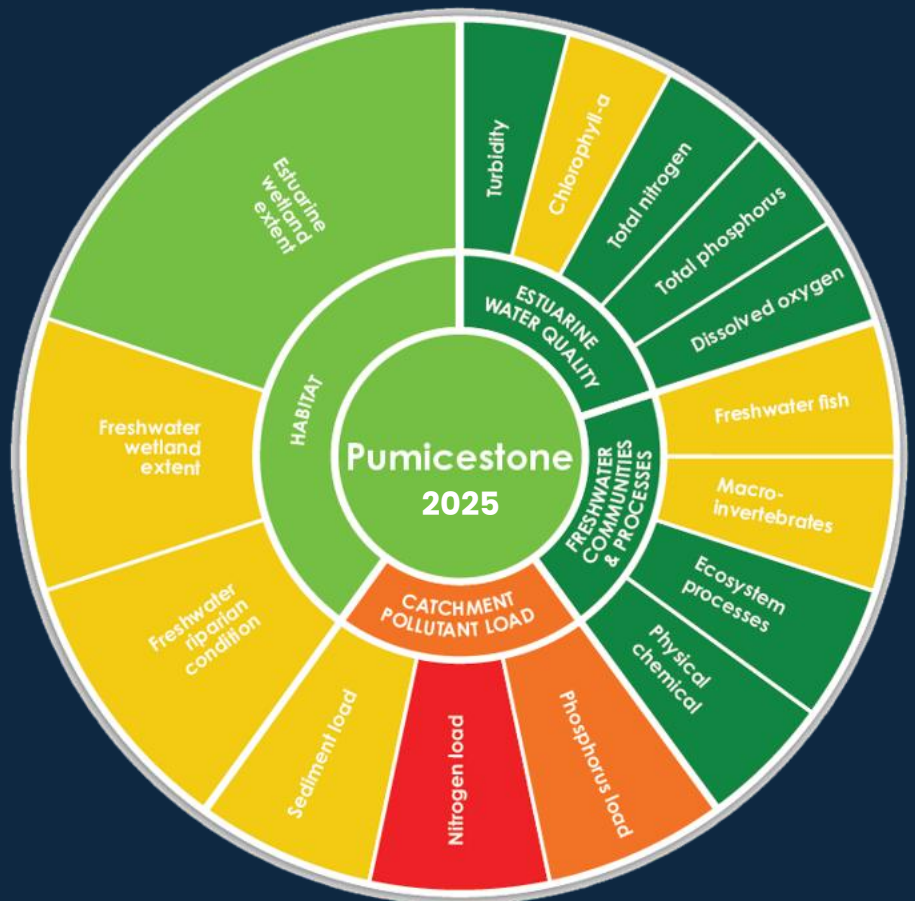 Pumicestone
2025
ESTUARINE
WATER QUALITY
Turbidity
Chlorophyll-a
Total nitrogen
Total phosphorus
Dissolved oxygen
FRESHWATER
COMMUNITIES
& PROCESSES
Freshwater fish
Macro-
Invertebrates
Ecosystem
processes
Physical
chemical
CATCHMENT
POLLUTANT LOAD
Phosphorus load
Nitrogen load
Sediment load
HABITAT
Freshwater
riparian
condition
Freshwater
wetland
extent
Estuarine
wetland
extent